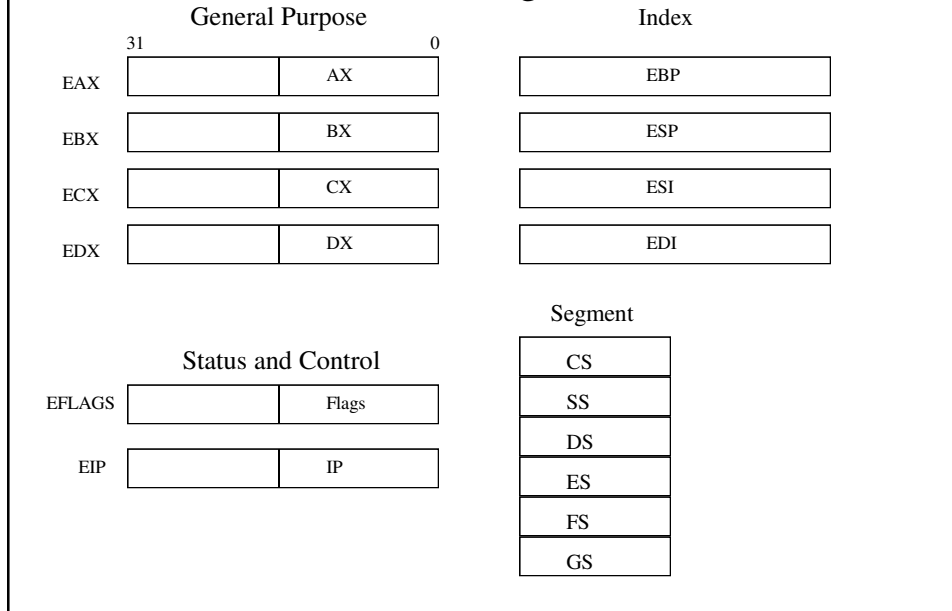 General Purpose
31 0
EAX AX
EBX BX
ECX CX
EDX DX
Index
EBP
ESP
ESI
EDI
Status and Control
EFLAGS Flags
EIP IP
Segment
CS
SS
DS
ES
FS
GS